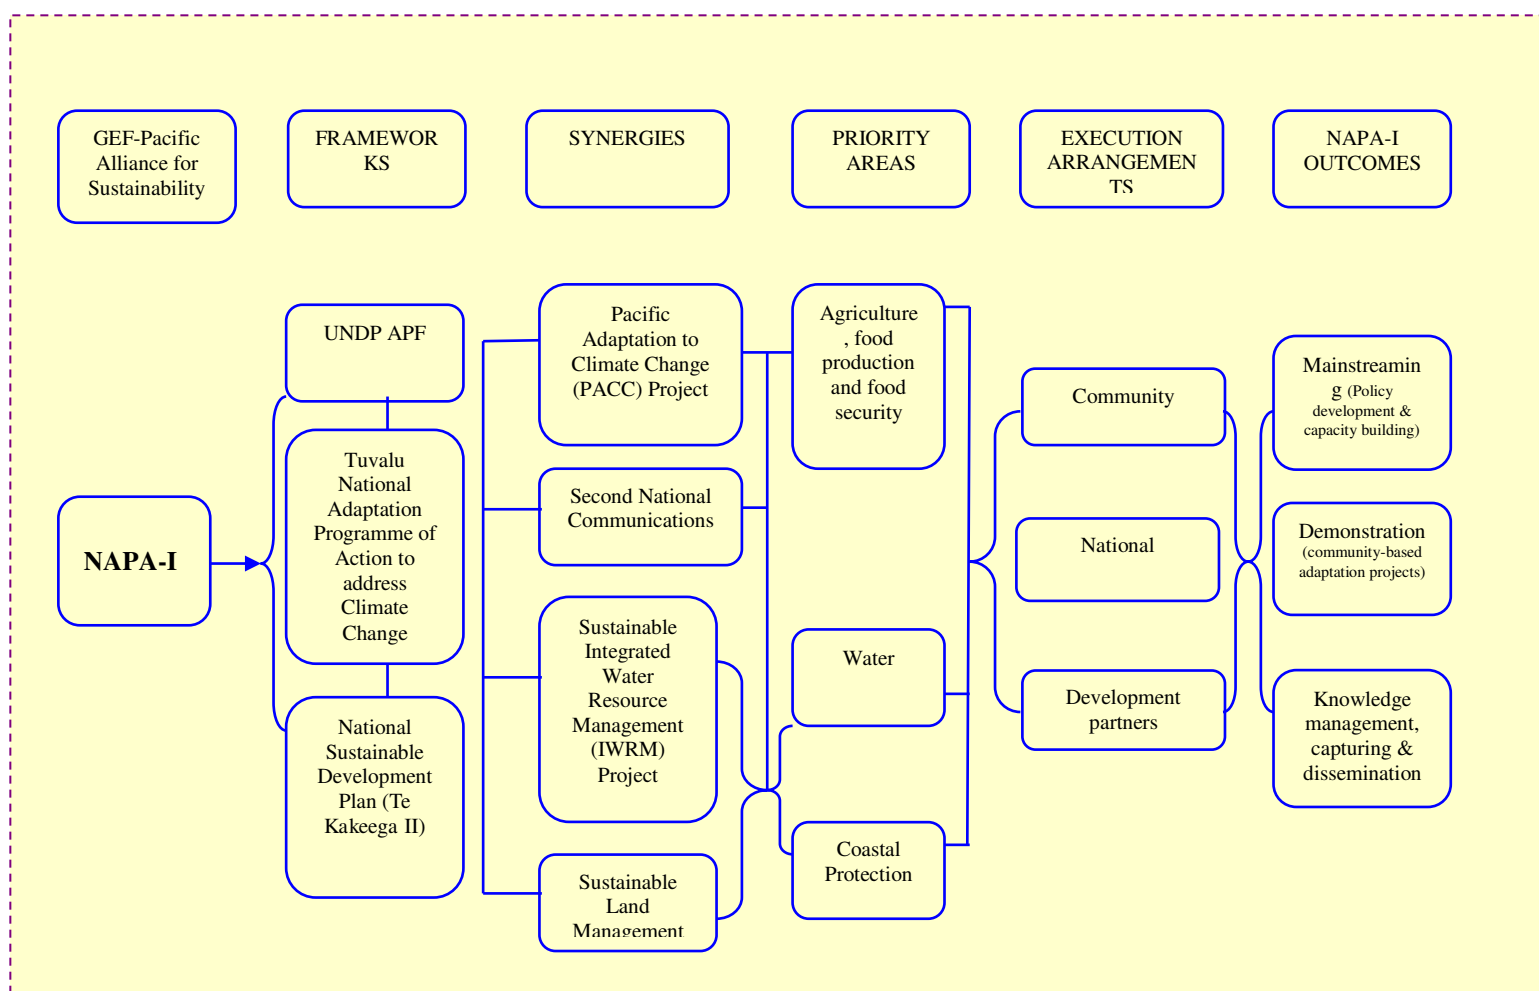 GEF-Pacific
Alliance for
Sustainability
FRAMEWOR
KS
SYNERGIES
PRIORITY
AREAS
EXECUTION
ARRANGEMEN
TS
NAPA-I
OUTCOMES
NAPA-I
UNDP APF
Tuvalu
National
Adaptation
Programme of
Action to
address
Climate
Change
National
Sustainable
Development
Plan (Te
Kakeega II)
Pacific
Adaptation to
Climate Change
(PACC) Project
Second National
Communications
Sustainable
Integrated
Water
Resource
Management
(IWRM)
Project
Sustainable
Land
Management
Agriculture
, food
production
and food
security
Water
Coastal
Protection
Community
National
Development
partners
Mainstreamin
g (Policy
development &
capacity building)
Demonstration
(community-based
adaptation projects)
Knowledge
management,
capturing &
dissemination